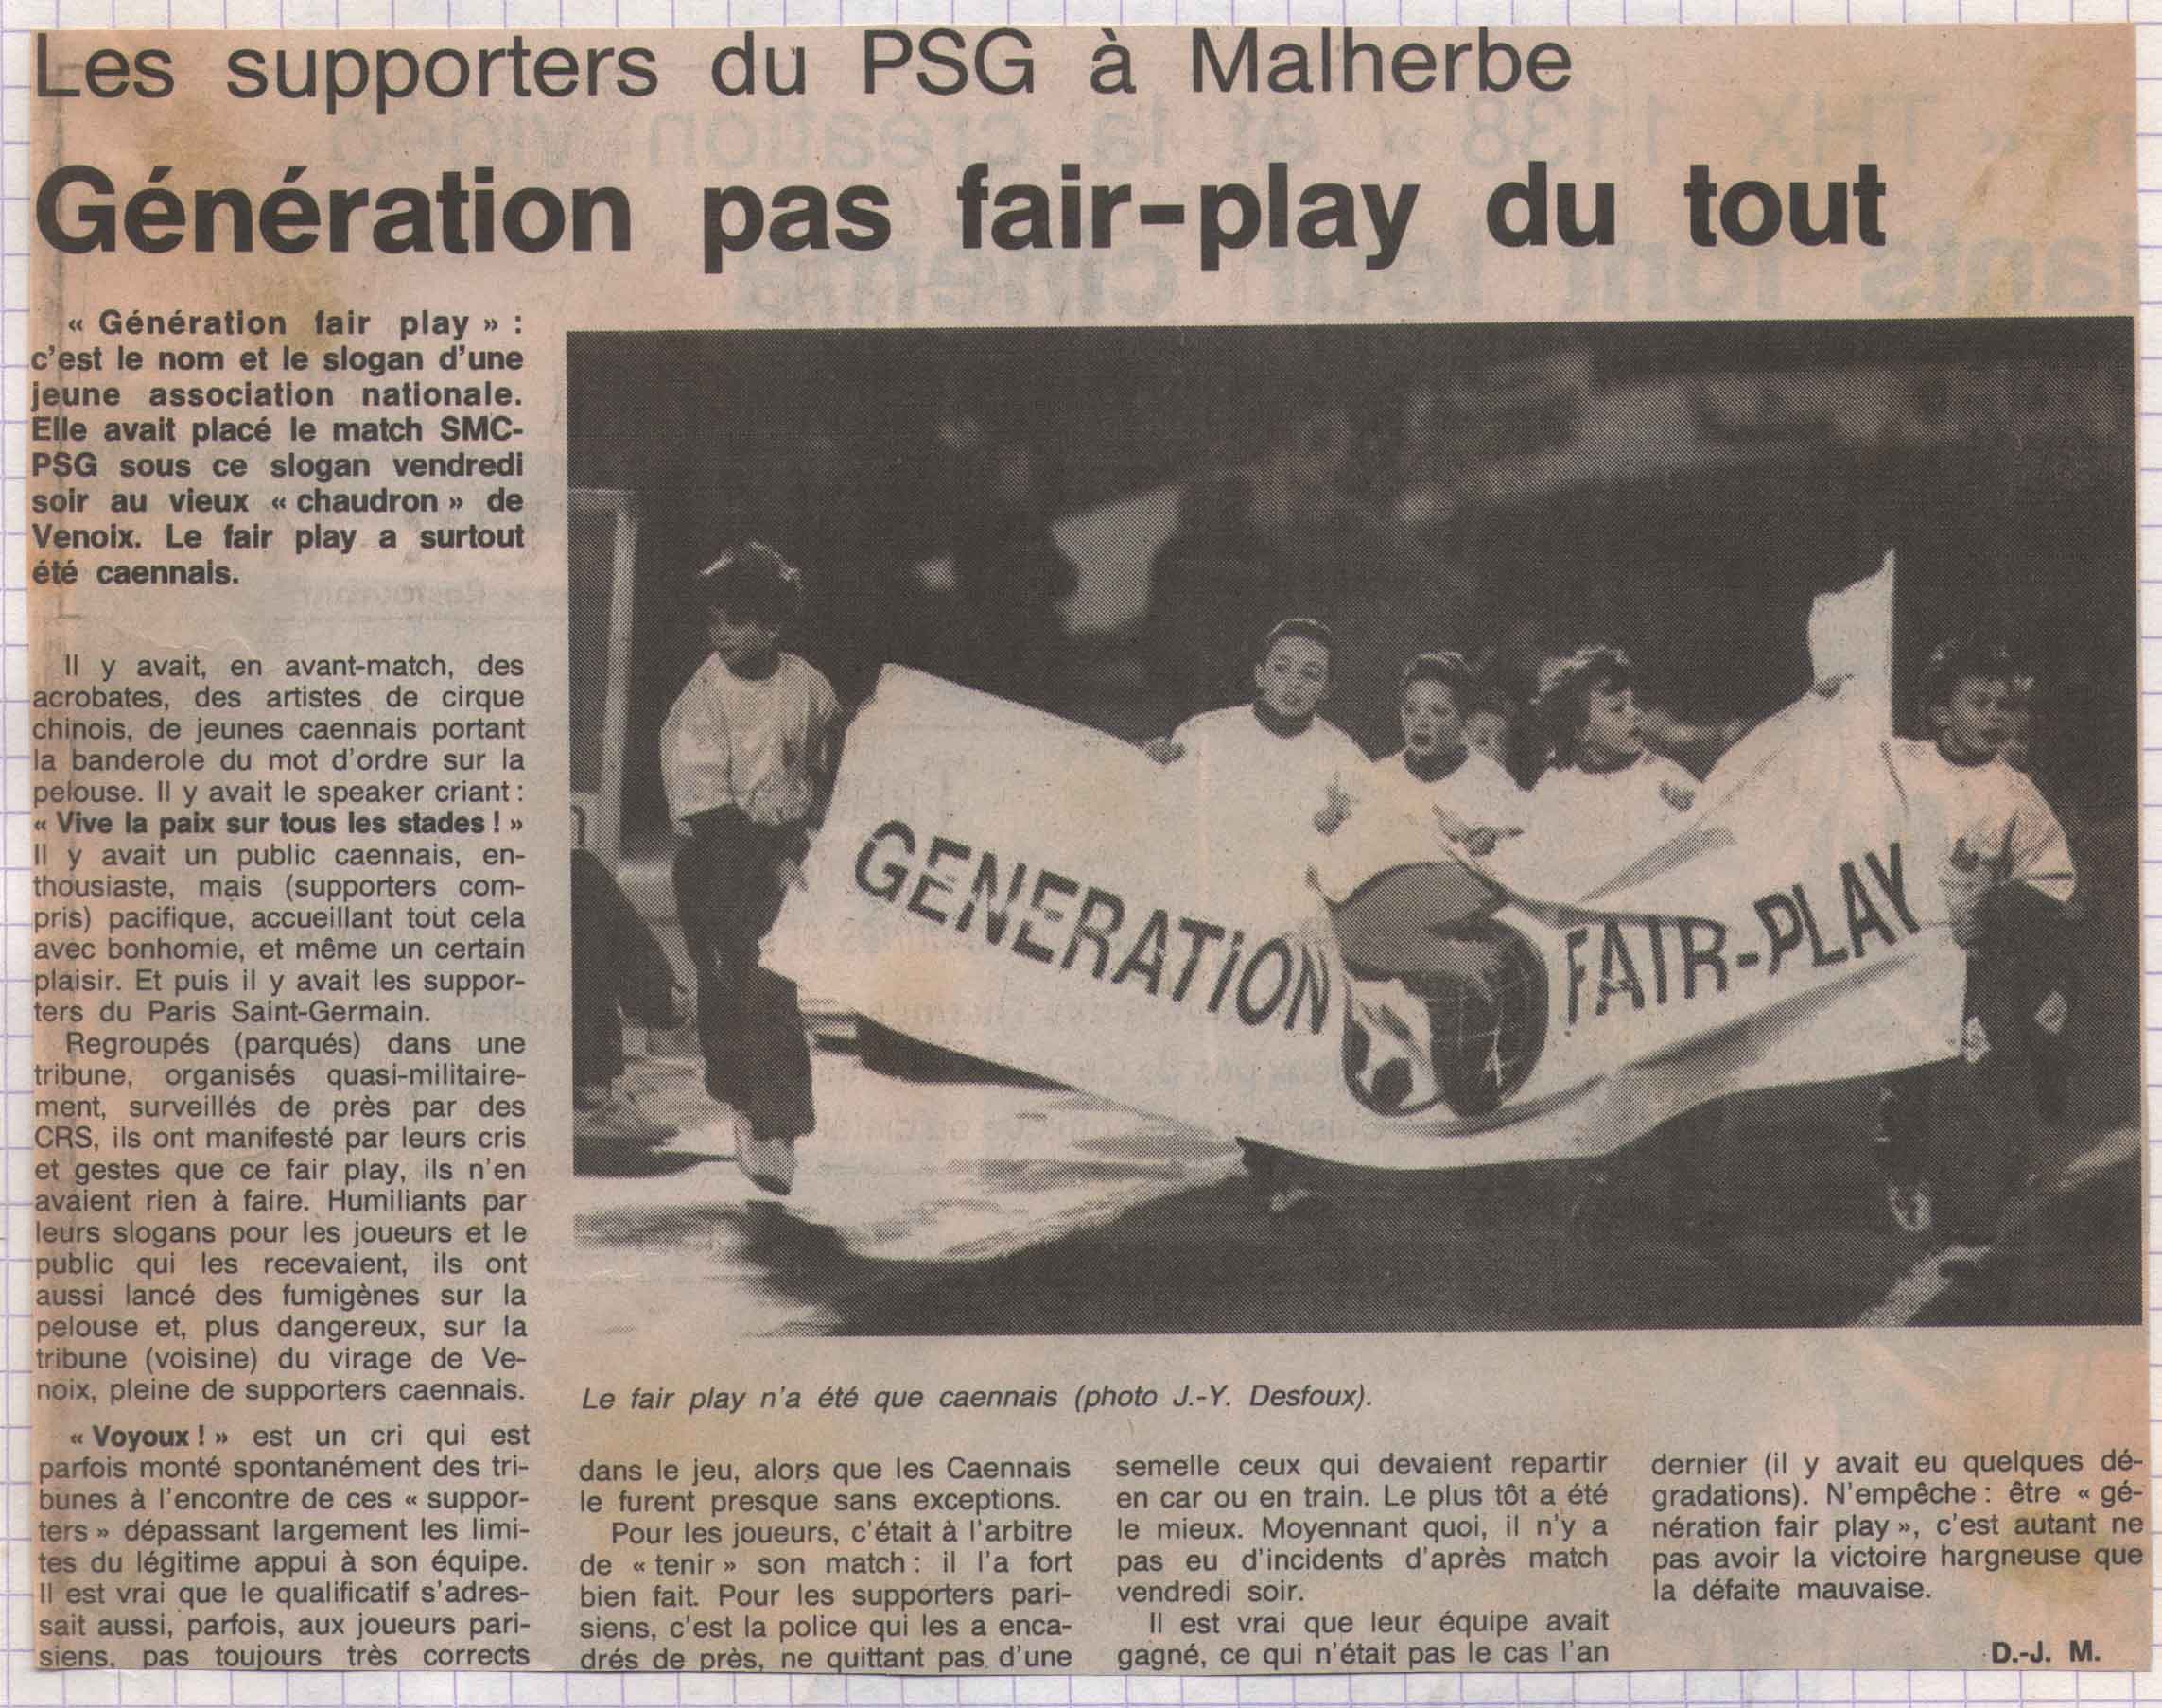 Les supporters du PSG à Malherbe
Génération pas fair-play du tout
« Génération fair play » :
c'est le nom et le slogan d'une
jeune association nationale.
Elle avait placé le match SMC-
PSG sous ce slogan vendredi
soir au vieux « chaudron » de
Venoix. Le fair play a surtout
été caennais.
Il y avait, en avant-match, des
acrobates, des artistes de cirque
chinois, de jeunes caennais portant
la banderole du mot d'ordre sur la
pelouse. Il y avait le speaker criant :
« Vive la paix sur tous les stades ! »
Il y avait un public caennais, en-
thousiaste, mais (supporters com-
pris) pacifique, accueillant tout cela
avec bonhomie, et même un certain
plaisir. Et puis il y avait les suppor-
ters du Paris Saint-Germain.
Regroupés (parqués) dans une
tribune, organisés quasi-militaire-
ment, surveillés de près par des
CRS, ils ont manifesté par leurs cris
et gestes que ce fair play, ils n'en
avaient rien à faire. Humiliants par
leurs slogans pour les joueurs et le
public qui les recevaient, ils ont
aussi lancé des fumigènes sur la
pelouse et, plus dangereux, sur la
tribune (voisine) du virage de Ve-
noix, pleine de supporters caennais.
« Voyoux ! » est un cri qui est
parfois monté spontanément des tri-
bunes à l'encontre de ces « suppor-
ters » dépassant largement les limi-
tes du légitime appui à son équipe.
Il est vrai que le qualificatif s'adres-
sait aussi, parfois, aux joueurs pari-
siens, pas toujours très corrects
GENERATION FAIR-PLAY
Le fair play n'a été que caennais (photo J.-Y. Desfoux).
dans le jeu, alors que les Caennais
le furent presque sans exceptions.
Pour les joueurs, c'était à l'arbitre
de « tenir » son match : il l'a fort
bien fait. Pour les supporters pari-
siens, c'est la police qui les a enca-
drés de près, ne quittant pas d'une
semelle ceux qui devaient repartir
en car ou en train. Le plus tôt a été
le mieux. Moyennant quoi, il n'y a
pas eu d'incidents d'après match
vendredi soir.
Il est vrai que leur équipe avait
gagné, ce qui n'était pas le cas l'an
dernier (il y avait eu quelques dé-
gradations). N'empêche : être « gé-
nération fair play », c'est autant ne
pas avoir la victoire hargneuse que
la défaite mauvaise.
D.-J. M.